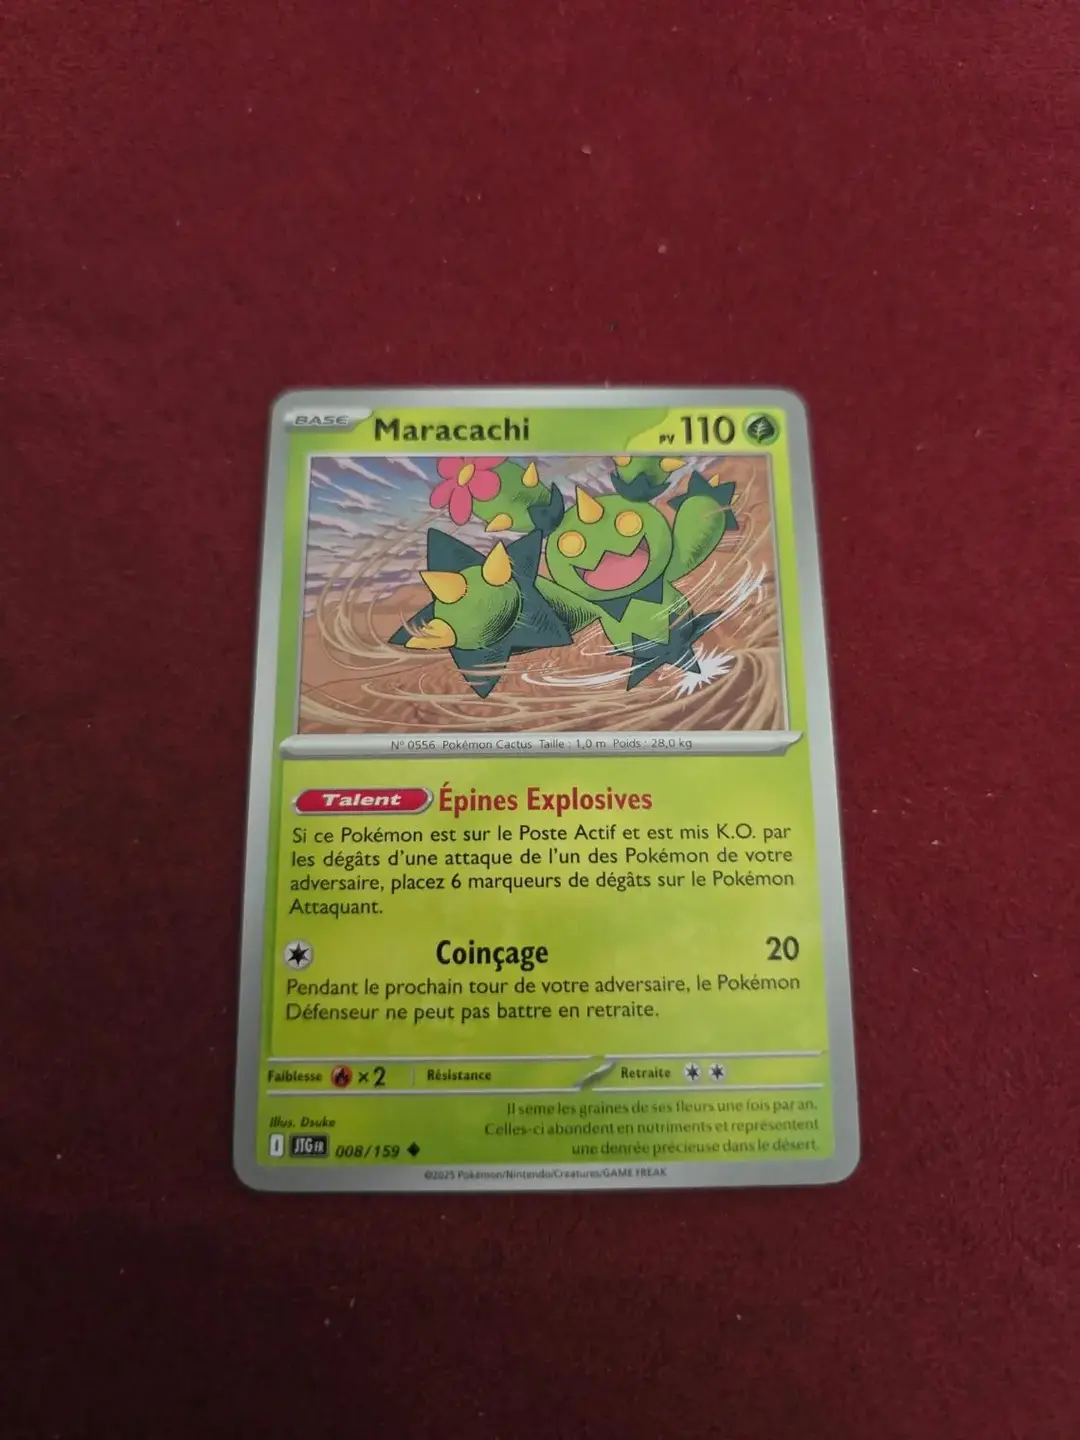 BASE Maracachi PV 110
N° 0556 Pokémon Cactus Taille : 1,0 m Poids : 28,0 kg
Talent Épines Explosives
Si ce Pokémon est sur le Poste Actif et est mis K.O. par
les dégâts d'une attaque de l'un des Pokémon de votre
adversaire, placez 6 marqueurs de dégâts sur le Pokémon
Attaquant.
Coinçage 20
Pendant le prochain tour de votre adversaire, le Pokémon
Défenseur ne peut pas battre en retraite.
Faiblesse ×2 Résistance Retraite
Illus. Dsuke
I JTG FR 008/159
Il sème les graines de ses fleurs une fois par an.
Celles-ci abondent en nutriments et représentent
une denrée précieuse dans le désert.
©2025 Pokémon/Nintendo/Creatures/GAME FREAK